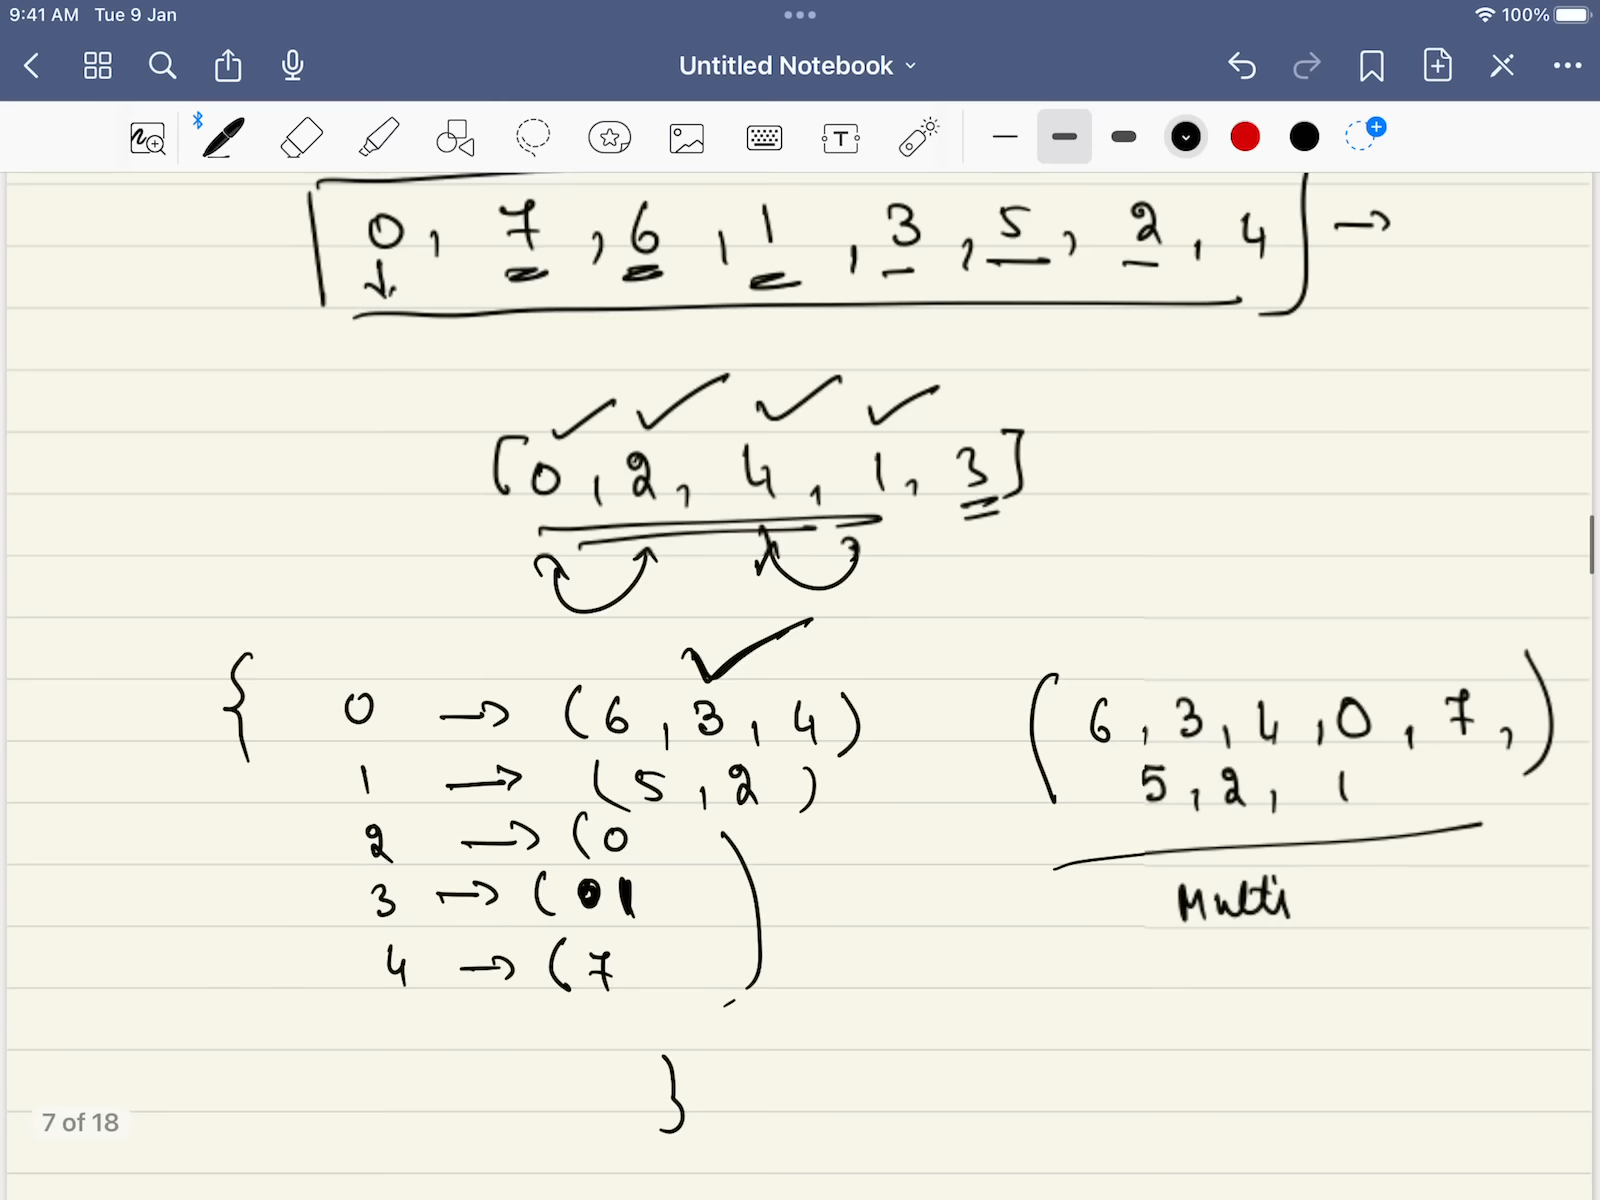 9:41 AM Tue 9 Jan
100%
Untitled Notebook
0, 7, 6, 1, 3, 5, 2, 4 →
[0, 2, 4, 1, 3]
{ 0 → (6, 3, 4)
1 → (5, 2)
2 → (0
3 → ( 1
4 → (7 )
}
(6, 3, 4, 0, 7,
5, 2, 1 )
Multi
7 of 18